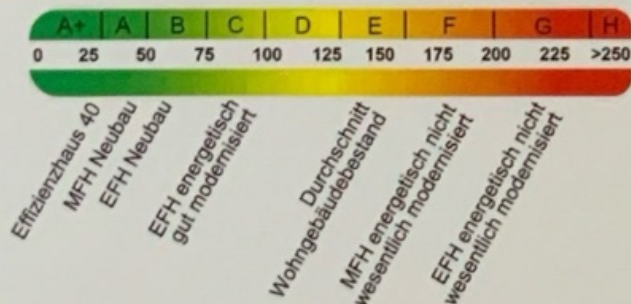 A+ A B C D E F G H
0 25 50 75 100 125 150 175 200 225 >250
Effizienzhaus 40
MFH Neubau
EFH Neubau
EFH energetisch
gut modernisiert
Durchschnitt
Wohngebäudebestand
MFH energetisch nicht
wesentlich modernisiert
EFH energetisch nicht
wesentlich modernisiert